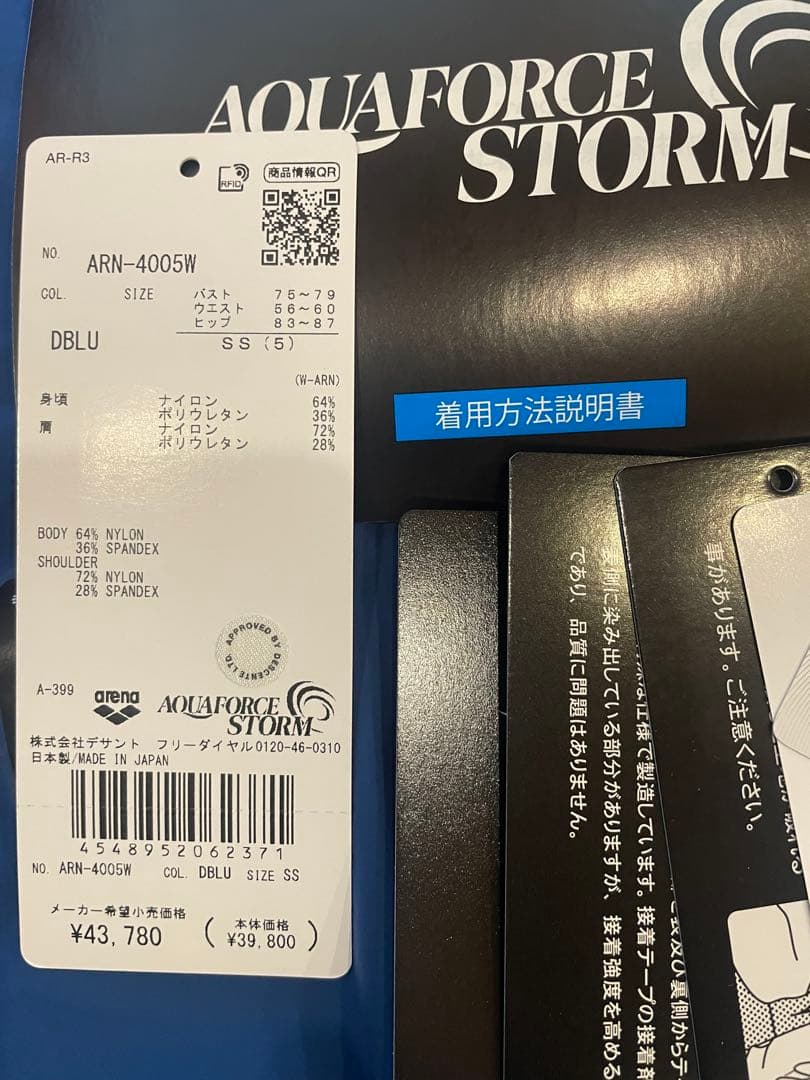 AQUAFORCE
STORM
AR-R3
RFID
商品情報QR
NO. ARN-4005W
COL. SIZE バスト 75～79
ウエスト 56～60
ヒップ 83～87
DBLU SS(5)
(W-ARN)
身頃 ナイロン 64%
ポリウレタン 36%
肩 ナイロン 72%
ポリウレタン 28%
BODY 64% NYLON
36% SPANDEX
SHOULDER
72% NYLON
28% SPANDEX
APPROVED BY DESCENTE LTD.
A-399 arena AQUAFORCE
STORM
株式会社デサント フリーダイヤル0120-46-0310
日本製/MADE IN JAPAN
4548952062371
NO. ARN-4005W COL. DBLU SIZE SS
メーカー希望小売価格
¥43,780
(本体価格
¥39,800)
着用方法説明書
事があります。ご注意ください。
仕様で製造しています。接着テープの接着剤
裏側に染み出している部分がありますが、接着強度を高める
であり、品質に問題はありません。
表及び裏側からテ